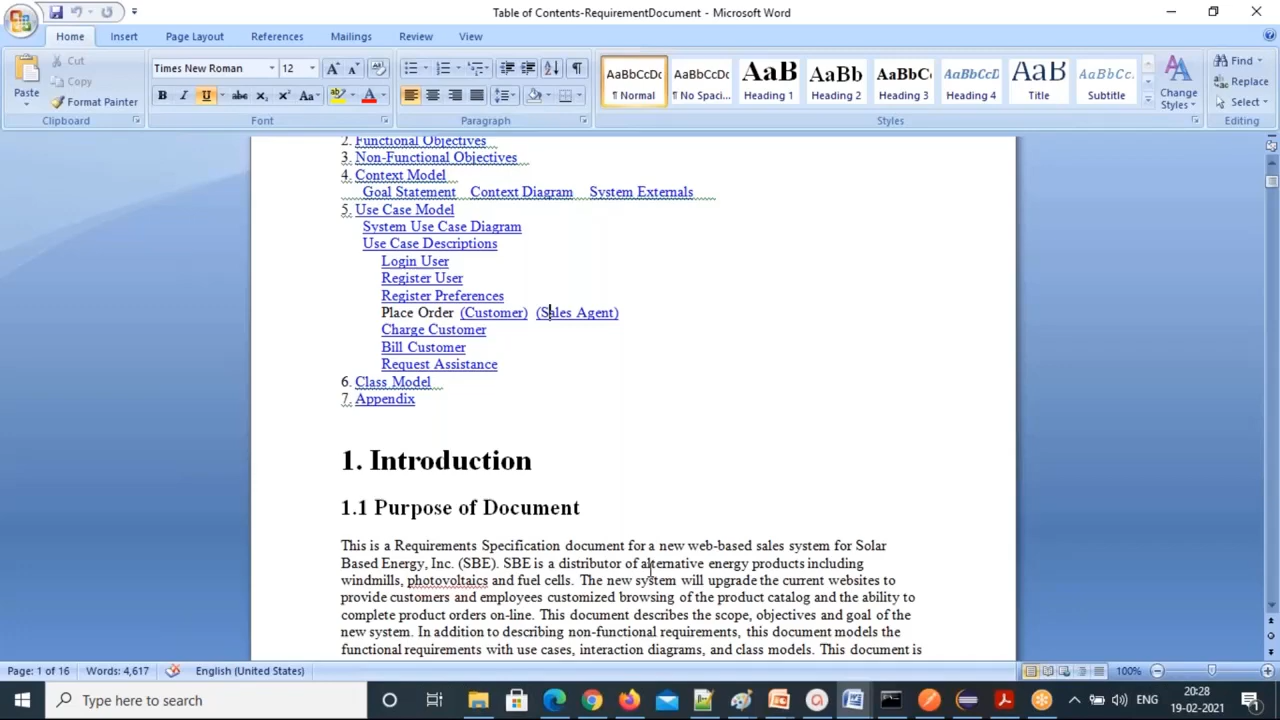 Table of Contents-RequirementDocument - Microsoft Word
Home Insert Page Layout References Mailings Review View
Paste
Cut
Copy
Format Painter
Clipboard
Times New Roman 12
Font
Paragraph
AaBbCcDc AaBbCcDc AaB AaBb AaBbC AaBbCcD AaB AaBbCc.
¶ Normal ¶ No Spaci... Heading 1 Heading 2 Heading 3 Heading 4 Title Subtitle
Change Styles
Styles
Find
Replace
Select
Editing
2. Functional Objectives
3. Non-Functional Objectives
4. Context Model
Goal Statement Context Diagram System Externals
5. Use Case Model
System Use Case Diagram
Use Case Descriptions
Login User
Register User
Register Preferences
Place Order (Customer) (Sales Agent)
Charge Customer
Bill Customer
Request Assistance
6. Class Model
7. Appendix
1. Introduction
1.1 Purpose of Document
This is a Requirements Specification document for a new web-based sales system for Solar
Based Energy, Inc. (SBE). SBE is a distributor of alternative energy products including
windmills, photovoltaics and fuel cells. The new system will upgrade the current websites to
provide customers and employees customized browsing of the product catalog and the ability to
complete product orders on-line. This document describes the scope, objectives and goal of the
new system. In addition to describing non-functional requirements, this document models the
functional requirements with use cases, interaction diagrams, and class models. This document is
Page: 1 of 16 Words: 4,617 English (United States) 100%
Type here to search
ENG
20:28
19-02-2021